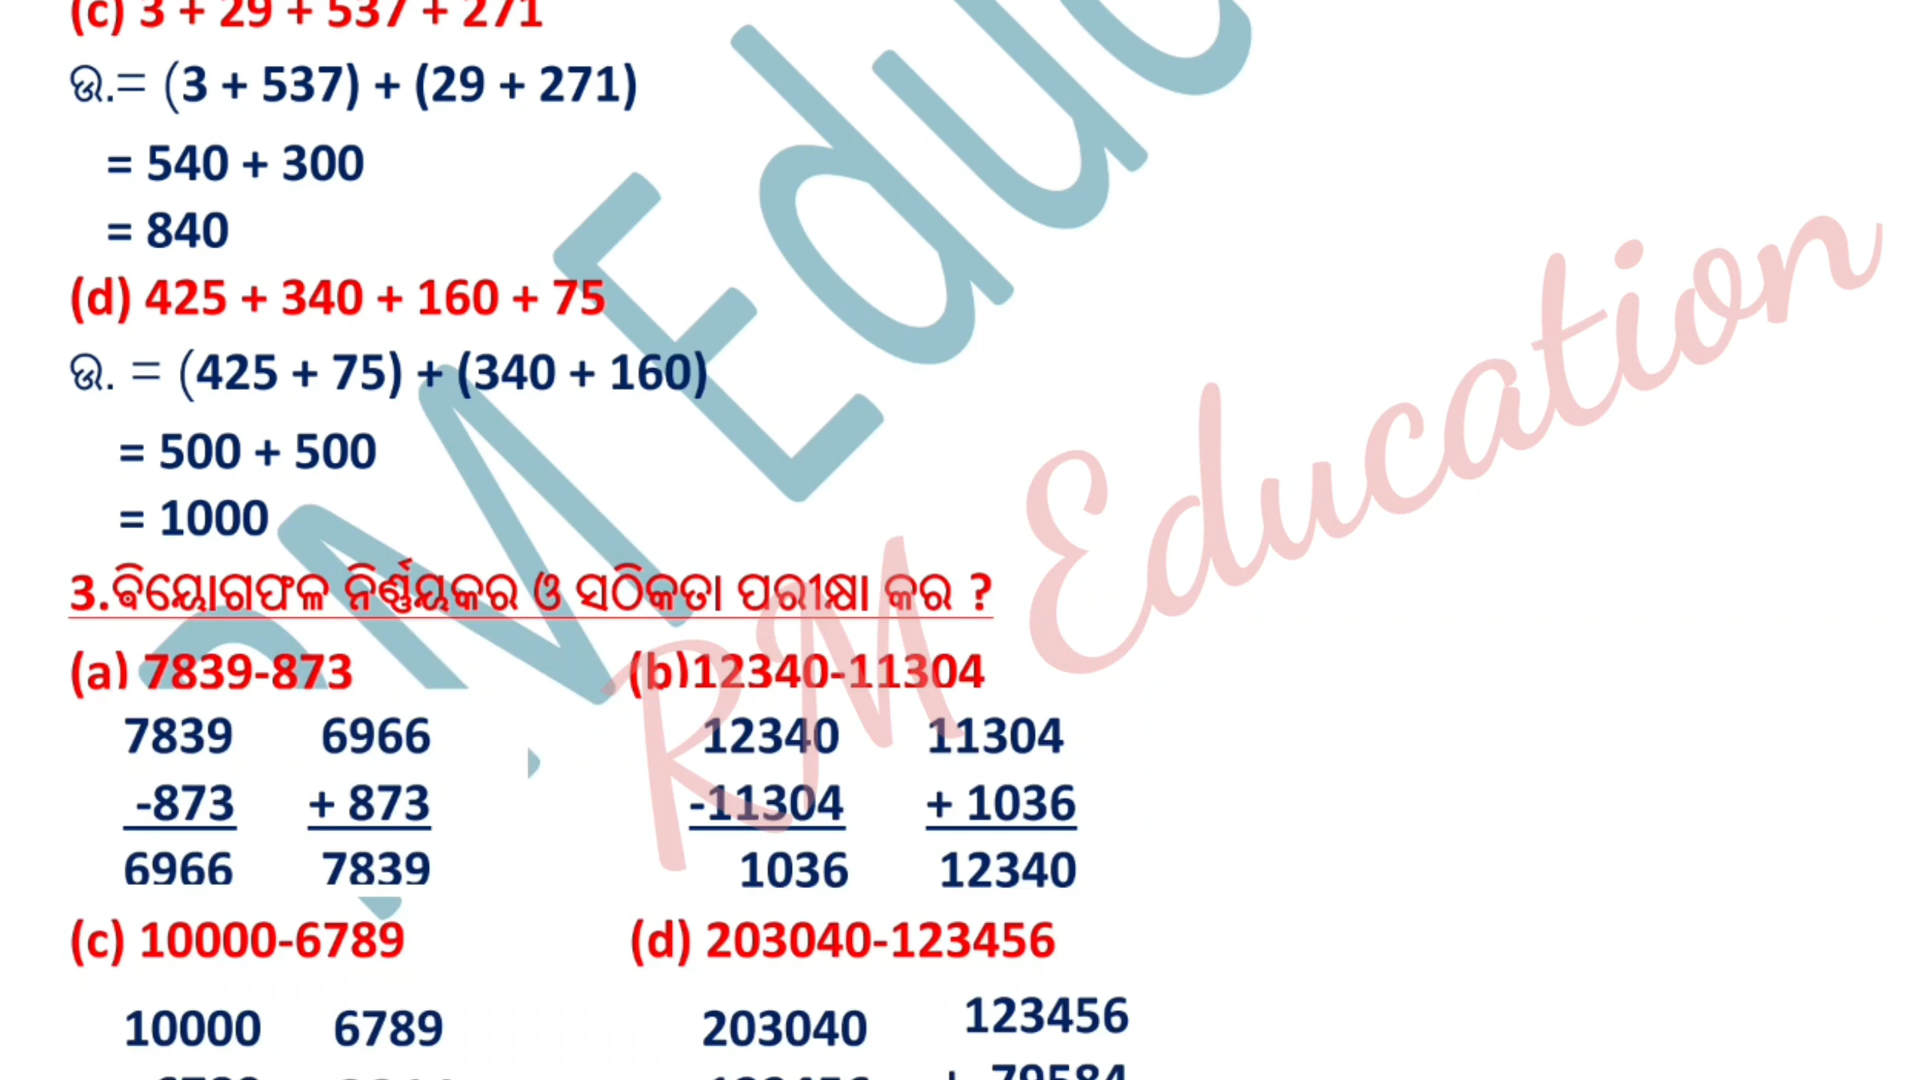 (c) 3 + 29 + 537 + 271
ଉ.= (3 + 537) + (29 + 271)
= 540 + 300
= 840
(d) 425 + 340 + 160 + 75
ଉ. = (425 + 75) + (340 + 160)
= 500 + 500
= 1000
3.ବିୟୋଗଫଳ ନିର୍ଣ୍ଣୟକର ଓ ସଠିକତା ପରୀକ୍ଷା କର ?
(a) 7839-873 (b)12340-11304
7839 6966 12340 11304
-873 + 873 -11304 + 1036
6966 7839 1036 12340
(c) 10000-6789 (d) 203040-123456
10000 6789 203040 123456
+ 79584
RM Education